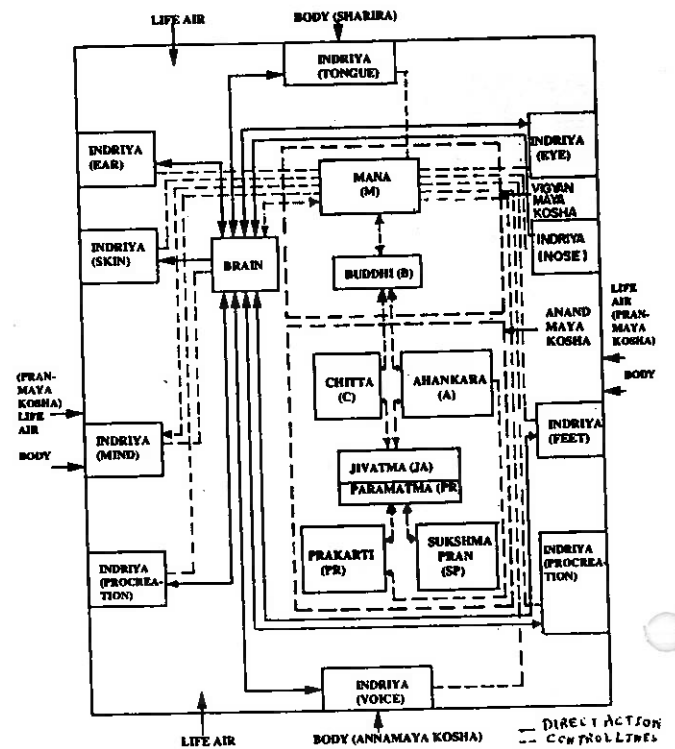 BODY (SHARIRA)
LIFE AIR
INDRIYA
(TONGUE)
INDRIYA
(EAR)
INDRIYA
(EYE)
MANA
(M)
VIGYAN
MAYA
KOSHA
INDRIYA
(SKIN)
BRAIN
INDRIYA
(NOSE)
BUDDHI (B)
LIFE
AIR
(PRAN-
MAYA
KOSHA)
ANAND
MAYA
KOSHA
CHITTA
(C)
AHANKARA
(A)
BODY
(PRAN-
MAYA
KOSHA)
LIFE
AIR
BODY
INDRIYA
(MIND)
INDRIYA
(FEET)
JIVATMA (JA)
PARAMATMA (PR)
PRAKARTI
(PR)
SUKSHMA
PRAN
(SP)
INDRIYA
(PROCREA-
TION)
INDRIYA
(PROCRE-
ATION)
INDRIYA
(VOICE)
LIFE AIR
BODY (ANNAMAYA KOSHA)
DIRECT ACTION
CONTROL LINES